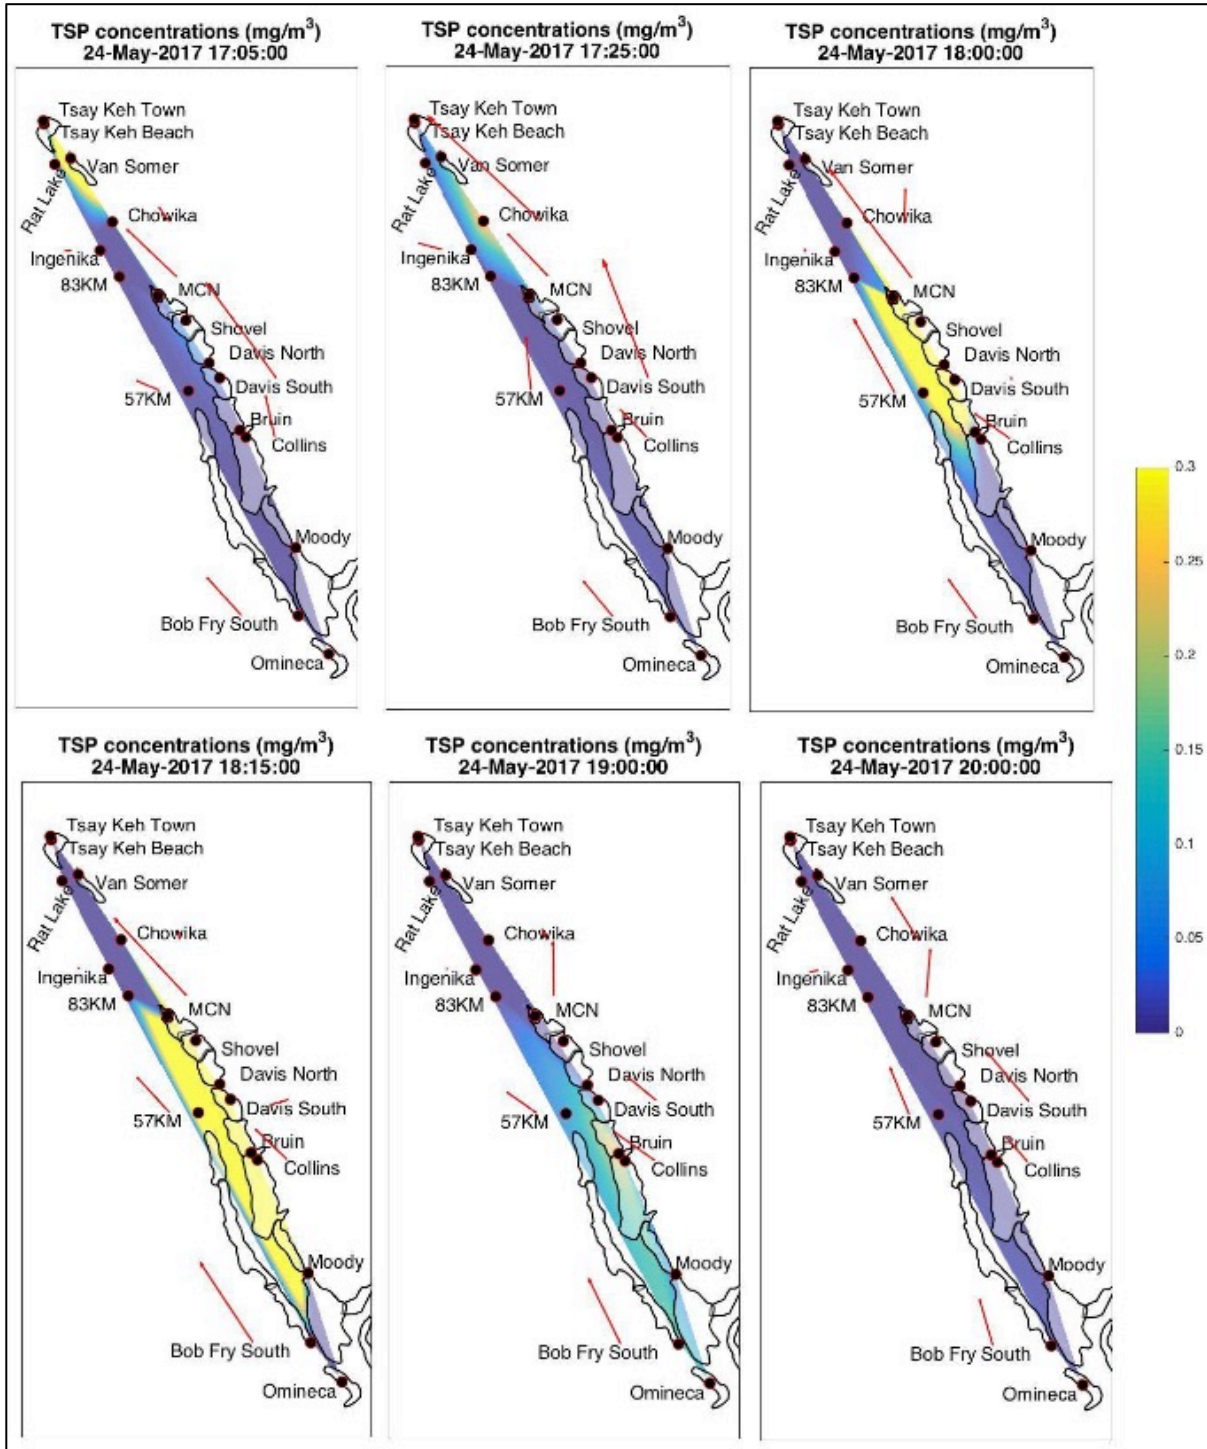 TSP concentrations (mg/m³)
24-May-2017 17:05:00
Tsay Keh Town
Tsay Keh Beach
Van Somer
Rat Lake
Chowika
Ingenika
83KM
MCN
Shovel
Davis North
Davis South
57KM
Bruin
Collins
Moody
Bob Fry South
Omineca
TSP concentrations (mg/m³)
24-May-2017 17:25:00
Tsay Keh Town
Tsay Keh Beach
Van Somer
Rat Lake
Chowika
Ingenika
83KM
MCN
Shovel
Davis North
Davis South
57KM
Bruin
Collins
Moody
Bob Fry South
Omineca
TSP concentrations (mg/m³)
24-May-2017 18:00:00
Tsay Keh Town
Tsay Keh Beach
Van Somer
Rat Lake
Chowika
Ingenika
83KM
MCN
Shovel
Davis North
Davis South
57KM
Bruin
Collins
Moody
Bob Fry South
Omineca
0.3
0.25
0.2
0.15
0.1
0.05
0
TSP concentrations (mg/m³)
24-May-2017 18:15:00
Tsay Keh Town
Tsay Keh Beach
Van Somer
Rat Lake
Chowika
Ingenika
83KM
MCN
Shovel
Davis North
Davis South
57KM
Bruin
Collins
Moody
Bob Fry South
Omineca
TSP concentrations (mg/m³)
24-May-2017 19:00:00
Tsay Keh Town
Tsay Keh Beach
Van Somer
Rat Lake
Chowika
Ingenika
83KM
MCN
Shovel
Davis North
Davis South
57KM
Bruin
Collins
Moody
Bob Fry South
Omineca
TSP concentrations (mg/m³)
24-May-2017 20:00:00
Tsay Keh Town
Tsay Keh Beach
Van Somer
Rat Lake
Chowika
Ingenika
83KM
MCN
Shovel
Davis North
Davis South
57KM
Bruin
Collins
Moody
Bob Fry South
Omineca